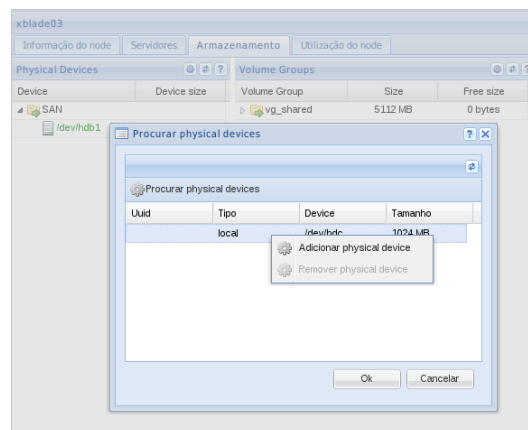 xblade03
Informação do node Servidores Armazenamento Utilização do node
Physical Devices ? Volume Groups ?
Device Device size Volume Group Size Free size
SAN vg_shared 5112 MB 0 bytes
/dev/hdb1
Procurar physical devices ?
Procurar physical devices
Uuid Tipo Device Tamanho
local /dev/hdc 1024 MB
Adicionar physical device
Remover physical device
Ok Cancelar